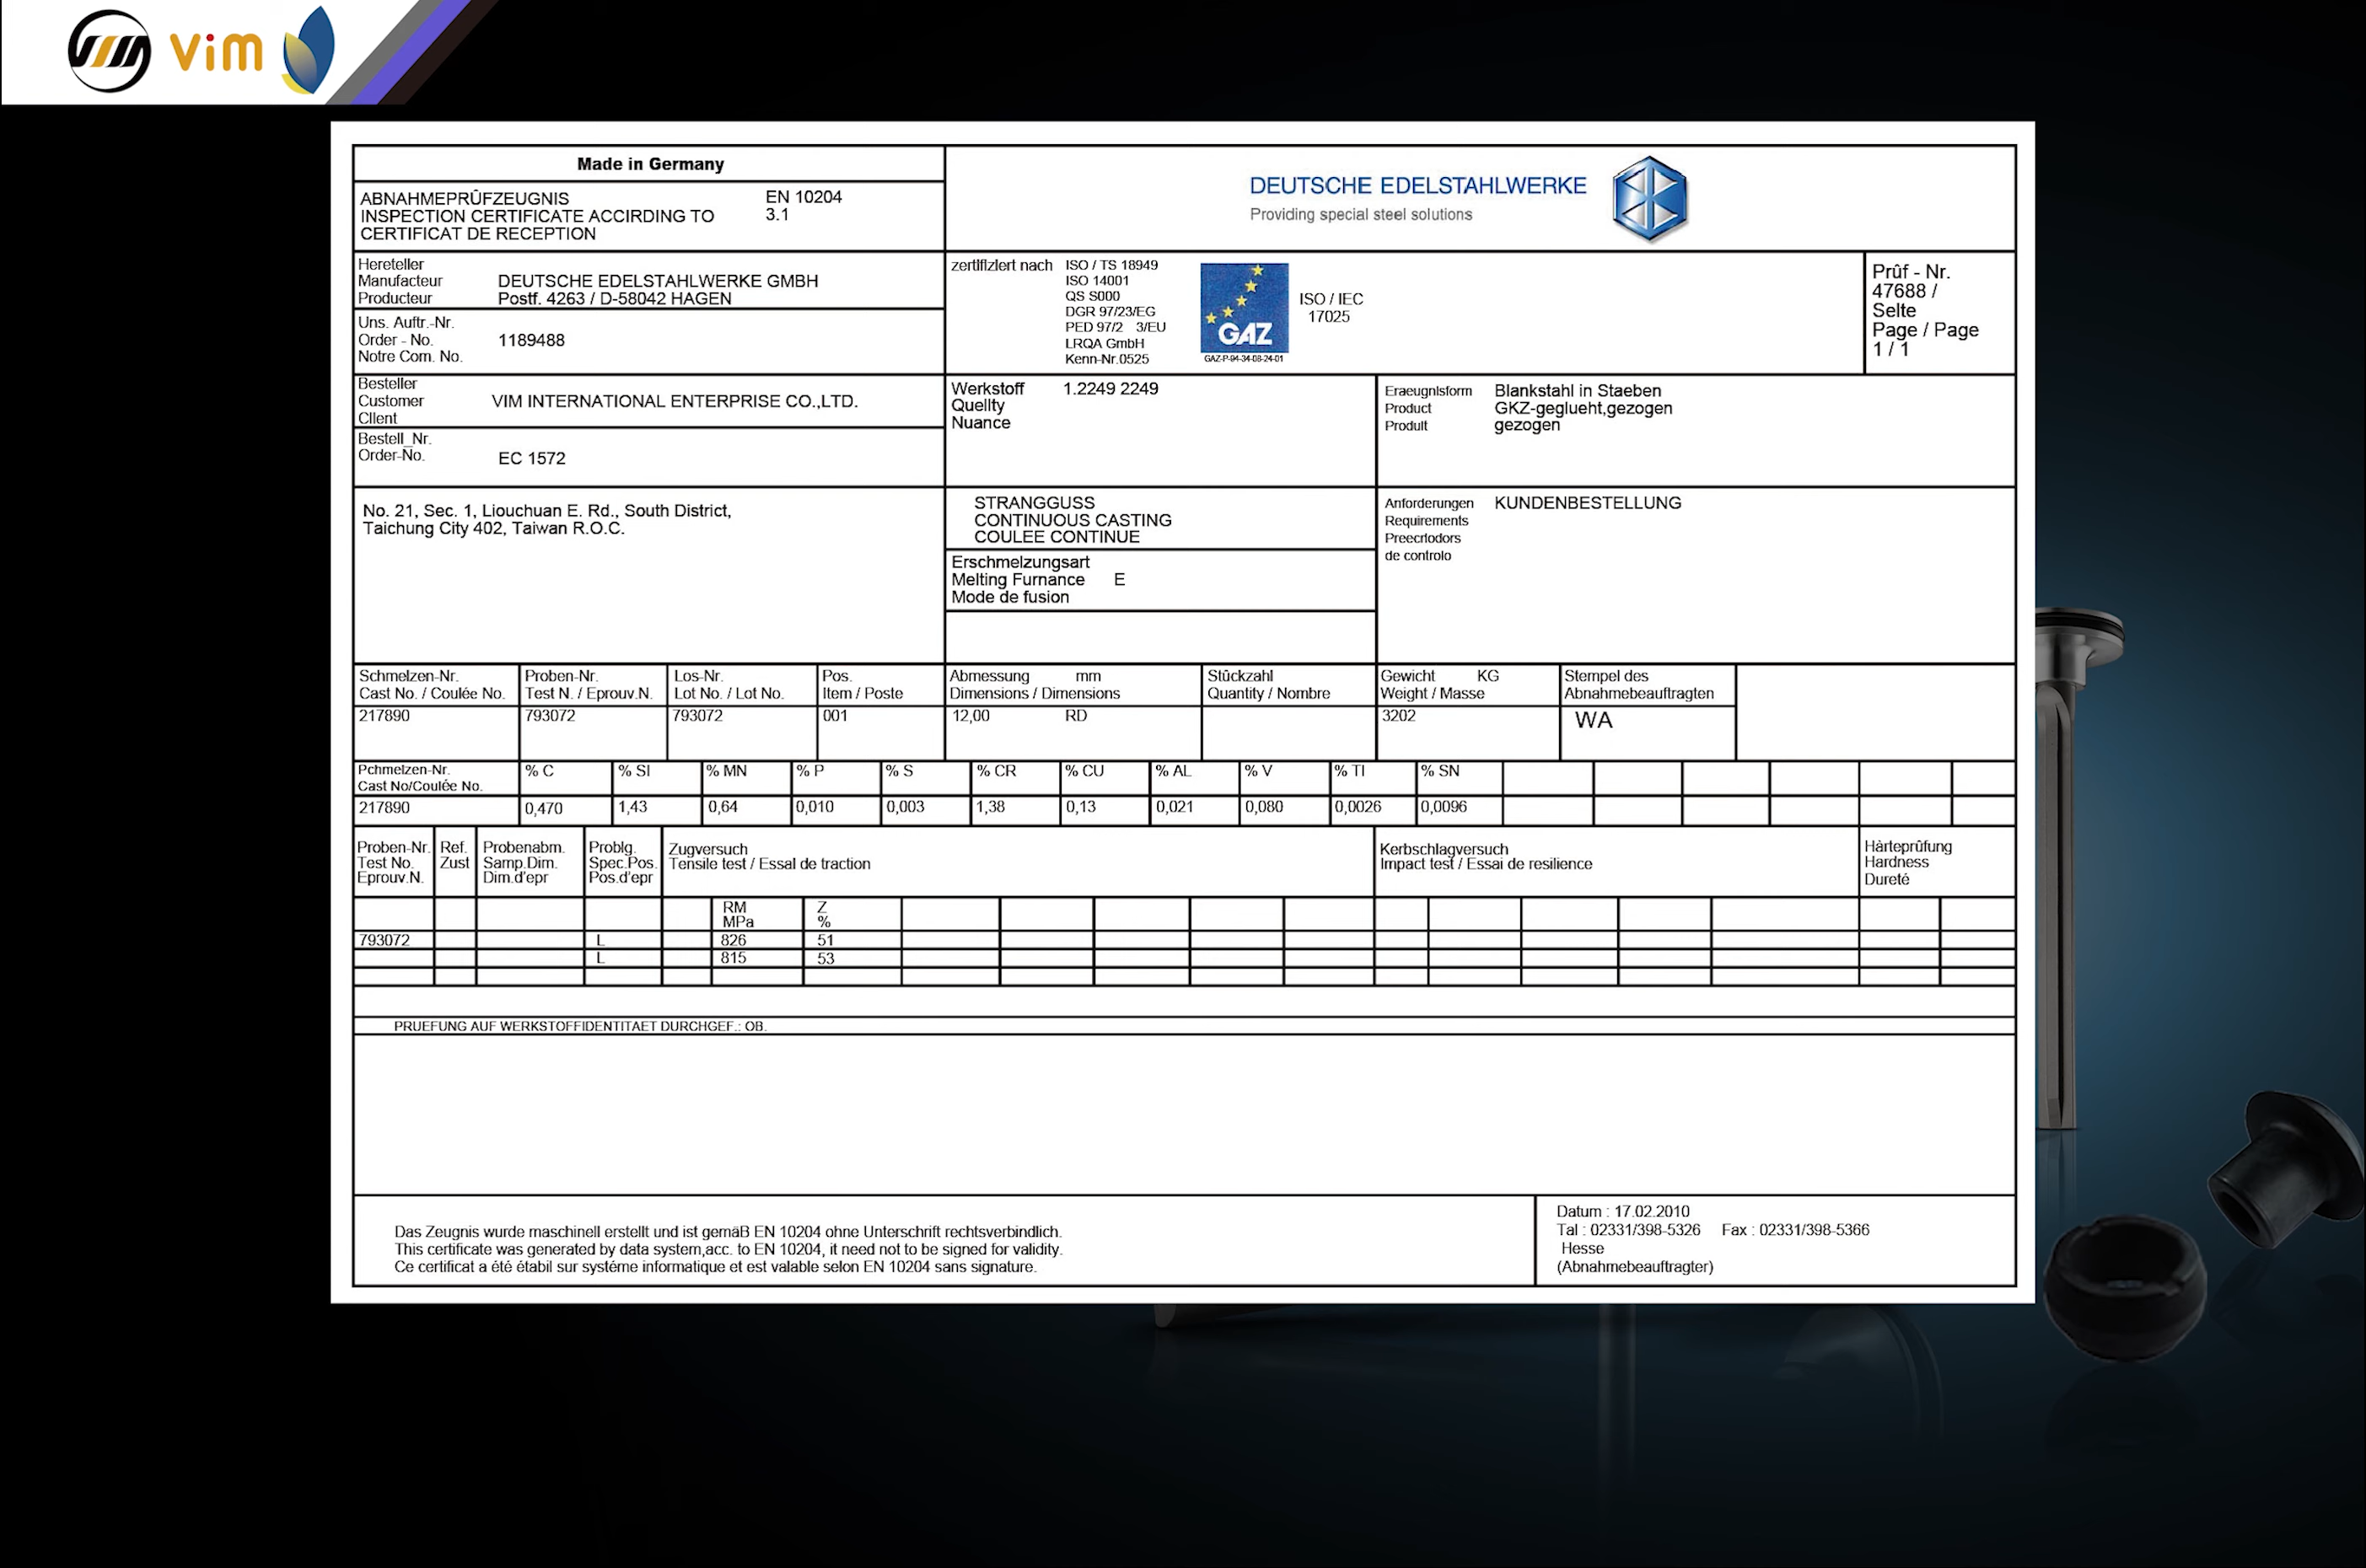 Vim
Made in Germany
ABNAHMEPRÛFZEUGNIS
INSPECTION CERTIFICATE ACCIRDING TO
CERTIFICAT DE RECEPTION
EN 10204
3.1
DEUTSCHE EDELSTAHLWERKE
Providing special steel solutions
Hereteller
Manufacteur
Producteur
DEUTSCHE EDELSTAHLWERKE GMBH
Postf. 4263 / D-58042 HAGEN
zertifiziert nach
ISO / TS 18949
ISO 14001
QS S000
DGR 97/23/EG
PED 97/2 3/EU
LRQA GmbH
Kenn-Nr.0525
GAZ
GAZ-P-94-34-08-24-01
ISO / IEC
17025
Prûf - Nr.
47688 /
Selte
Page / Page
1 / 1
Uns. Auftr.-Nr.
Order - No.
Notre Com. No.
1189488
Besteller
Customer
Cllent
VIM INTERNATIONAL ENTERPRISE CO.,LTD.
Bestell_Nr.
Order-No.
EC 1572
Werkstoff 1.2249 2249
Quellty
Nuance
Eraeugnlsform
Product
Prodult
Blankstahl in Staeben
GKZ-geglueht,gezogen
gezogen
No. 21, Sec. 1, Liouchuan E. Rd., South District,
Taichung City 402, Taiwan R.O.C.
STRANGGUSS
CONTINUOUS CASTING
COULEE CONTINUE
Erschmelzungsart
Melting Furnance E
Mode de fusion
Anforderungen
Requirements
Preecrlodors
de controlo
KUNDENBESTELLUNG
Schmelzen-Nr.
Cast No. / Coulée No.
Proben-Nr.
Test N. / Eprouv.N.
Los-Nr.
Lot No. / Lot No.
Pos.
Item / Poste
Abmessung mm
Dimensions / Dimensions
Stûckzahl
Quantity / Nombre
Gewicht KG
Weight / Masse
Stempel des
Abnahmebeauftragten
217890 793072 793072 001 12,00 RD 3202 WA
Pchmelzen-Nr.
Cast No/Coulée No.
% C % SI % MN % P % S % CR % CU % AL % V % TI % SN
217890 0,470 1,43 0,64 0,010 0,003 1,38 0,13 0,021 0,080 0,0026 0,0096
Proben-Nr.
Test No.
Eprouv.N.
Ref.
Zust
Probenabm.
Samp.Dim.
Dim.d'epr
Problg.
Spec.Pos.
Pos.d'epr
Zugversuch
Tensile test / Essal de traction
Kerbschlagversuch
Impact test / Essai de resilience
Hàrteprûfung
Hardness
Dureté
RM
MPa
Z
%
793072 L 826 51
L 815 53
PRUEFUNG AUF WERKSTOFFIDENTITAET DURCHGEF.: OB.
Das Zeugnis wurde maschinell erstellt und ist gemäB EN 10204 ohne Unterschrift rechtsverbindlich.
This certificate was generated by data system,acc. to EN 10204, it need not to be signed for validity.
Ce certificat a été étabil sur systéme informatique et est valable selon EN 10204 sans signature.
Datum : 17.02.2010
Tal : 02331/398-5326 Fax : 02331/398-5366
Hesse
(Abnahmebeauftragter)